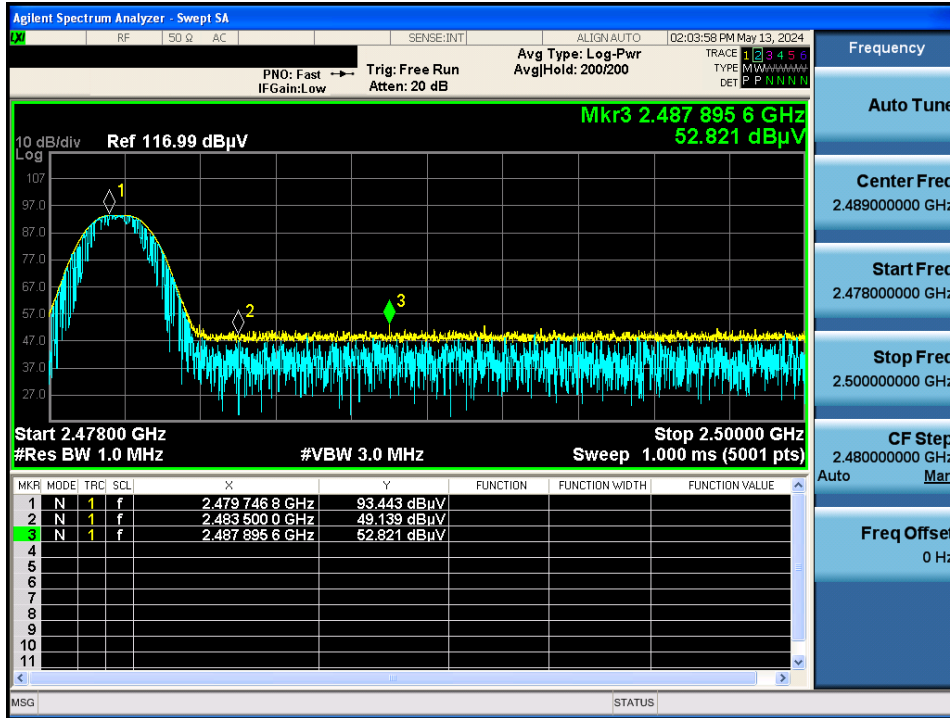 Agilent Spectrum Analyzer - Swept SA
LXI RF 50 Ω AC SENSE:INT ALIGN AUTO 02:03:58 PM May 13, 2024
PNO: Fast Trig: Free Run Avg Type: Log-Pwr TRACE 1 2 3 4 5 6
IFGain:Low Atten: 20 dB Avg|Hold: 200/200 TYPE M W W W W W
DET P P N N N N
Mkr3 2.487 895 6 GHz
52.821 dBµV
10 dB/div Ref 116.99 dBµV
Log
107
97.0
87.0
77.0
67.0
57.0
47.0
37.0
27.0
1
2
3
Start 2.47800 GHz Stop 2.50000 GHz
#Res BW 1.0 MHz #VBW 3.0 MHz Sweep 1.000 ms (5001 pts)
MKR MODE TRC SCL X Y FUNCTION FUNCTION WIDTH FUNCTION VALUE
1 N 1 f 2.479 746 8 GHz 93.443 dBµV
2 N 1 f 2.483 500 0 GHz 49.139 dBµV
3 N 1 f 2.487 895 6 GHz 52.821 dBµV
4
5
6
7
8
9
10
11
MSG STATUS
Frequency
Auto Tune
Center Freq
2.489000000 GHz
Start Freq
2.478000000 GHz
Stop Freq
2.500000000 GHz
CF Step
2.480000000 GHz
Auto Man
Freq Offset
0 Hz